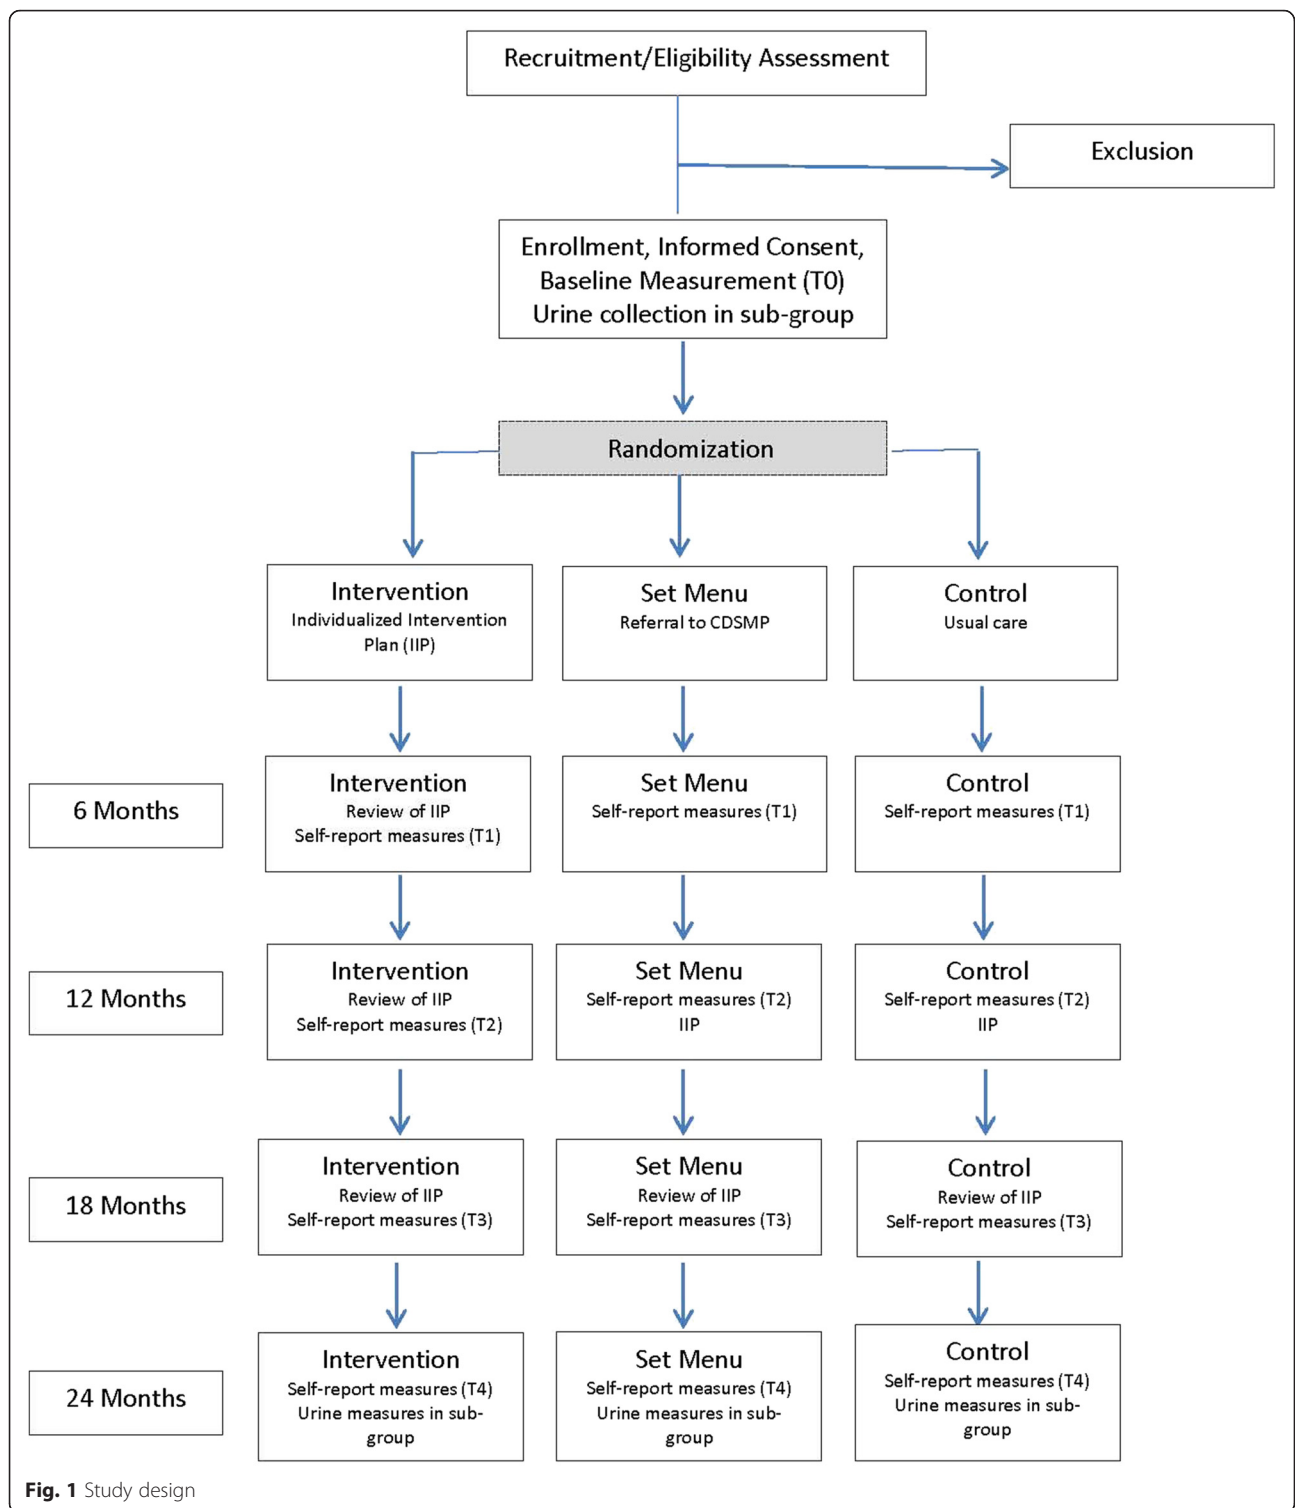 Recruitment/Eligibility Assessment
Exclusion
Enrollment, Informed Consent,
Baseline Measurement (T0)
Urine collection in sub-group
Randomization
Intervention
Individualized Intervention
Plan (IIP)
Set Menu
Referral to CDSMP
Control
Usual care
6 Months
Intervention
Review of IIP
Self-report measures (T1)
Set Menu
Self-report measures (T1)
Control
Self-report measures (T1)
12 Months
Intervention
Review of IIP
Self-report measures (T2)
Set Menu
Self-report measures (T2)
IIP
Control
Self-report measures (T2)
IIP
18 Months
Intervention
Review of IIP
Self-report measures (T3)
Set Menu
Review of IIP
Self-report measures (T3)
Control
Review of IIP
Self-report measures (T3)
24 Months
Intervention
Self-report measures (T4)
Urine measures in sub-
group
Set Menu
Self-report measures (T4)
Urine measures in sub-
group
Control
Self-report measures (T4)
Urine measures in sub-
group
Fig. 1 Study design